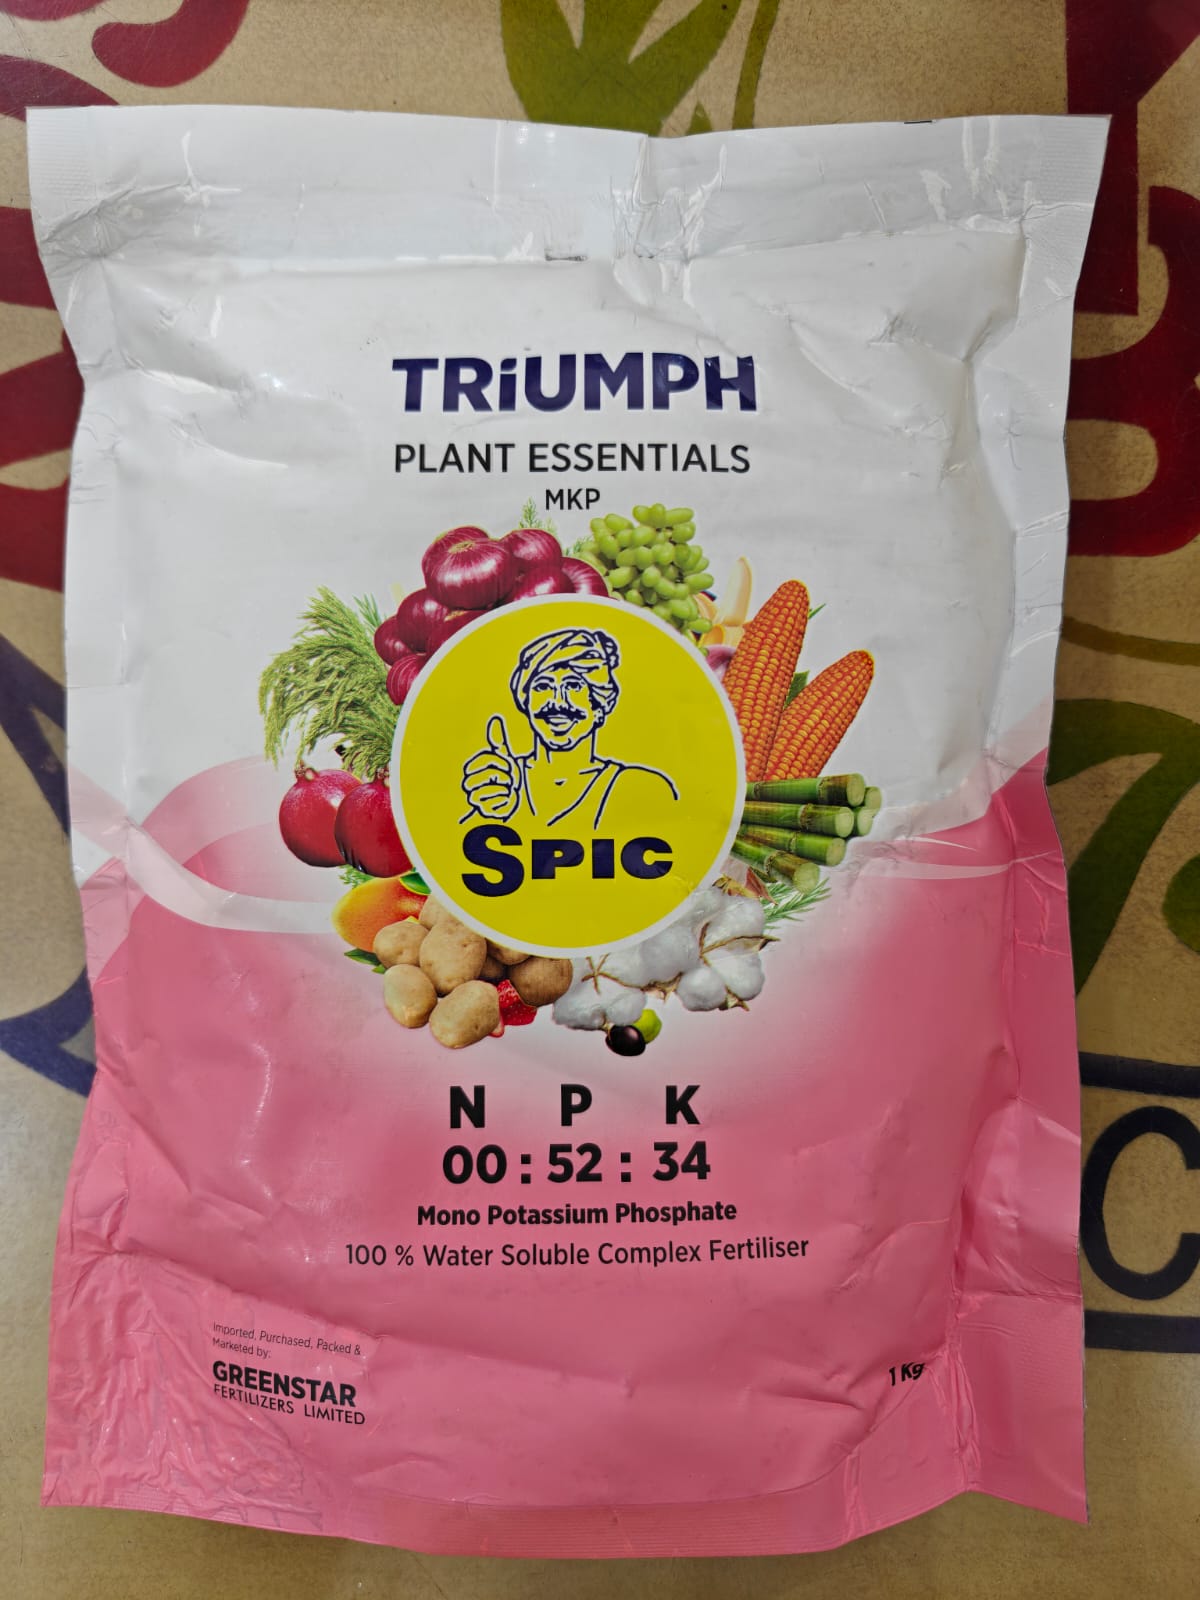 TRiUMPH
PLANT ESSENTIALS
MKP
SPIC
N P K
00 : 52 : 34
Mono Potassium Phosphate
100 % Water Soluble Complex Fertiliser
Imported, Purchased, Packed &
Marketed by:
GREENSTAR
FERTILIZERS LIMITED
1 Kg
C